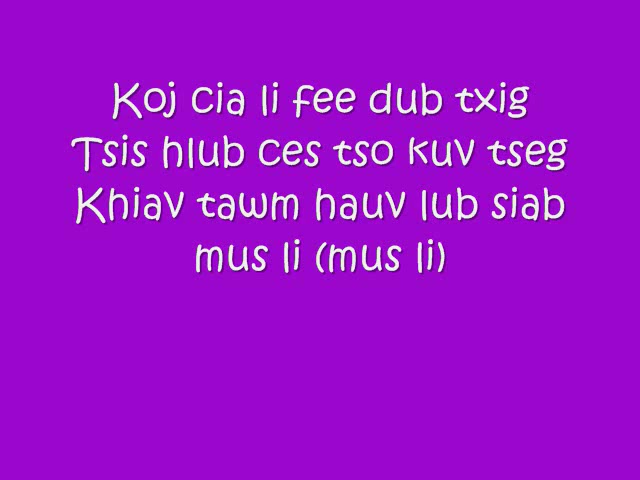 Koj cia li fee dub txig
Tsis hlub ces tso kuv tseg
Khiav tawm hauv lub siab
mus li (mus li)